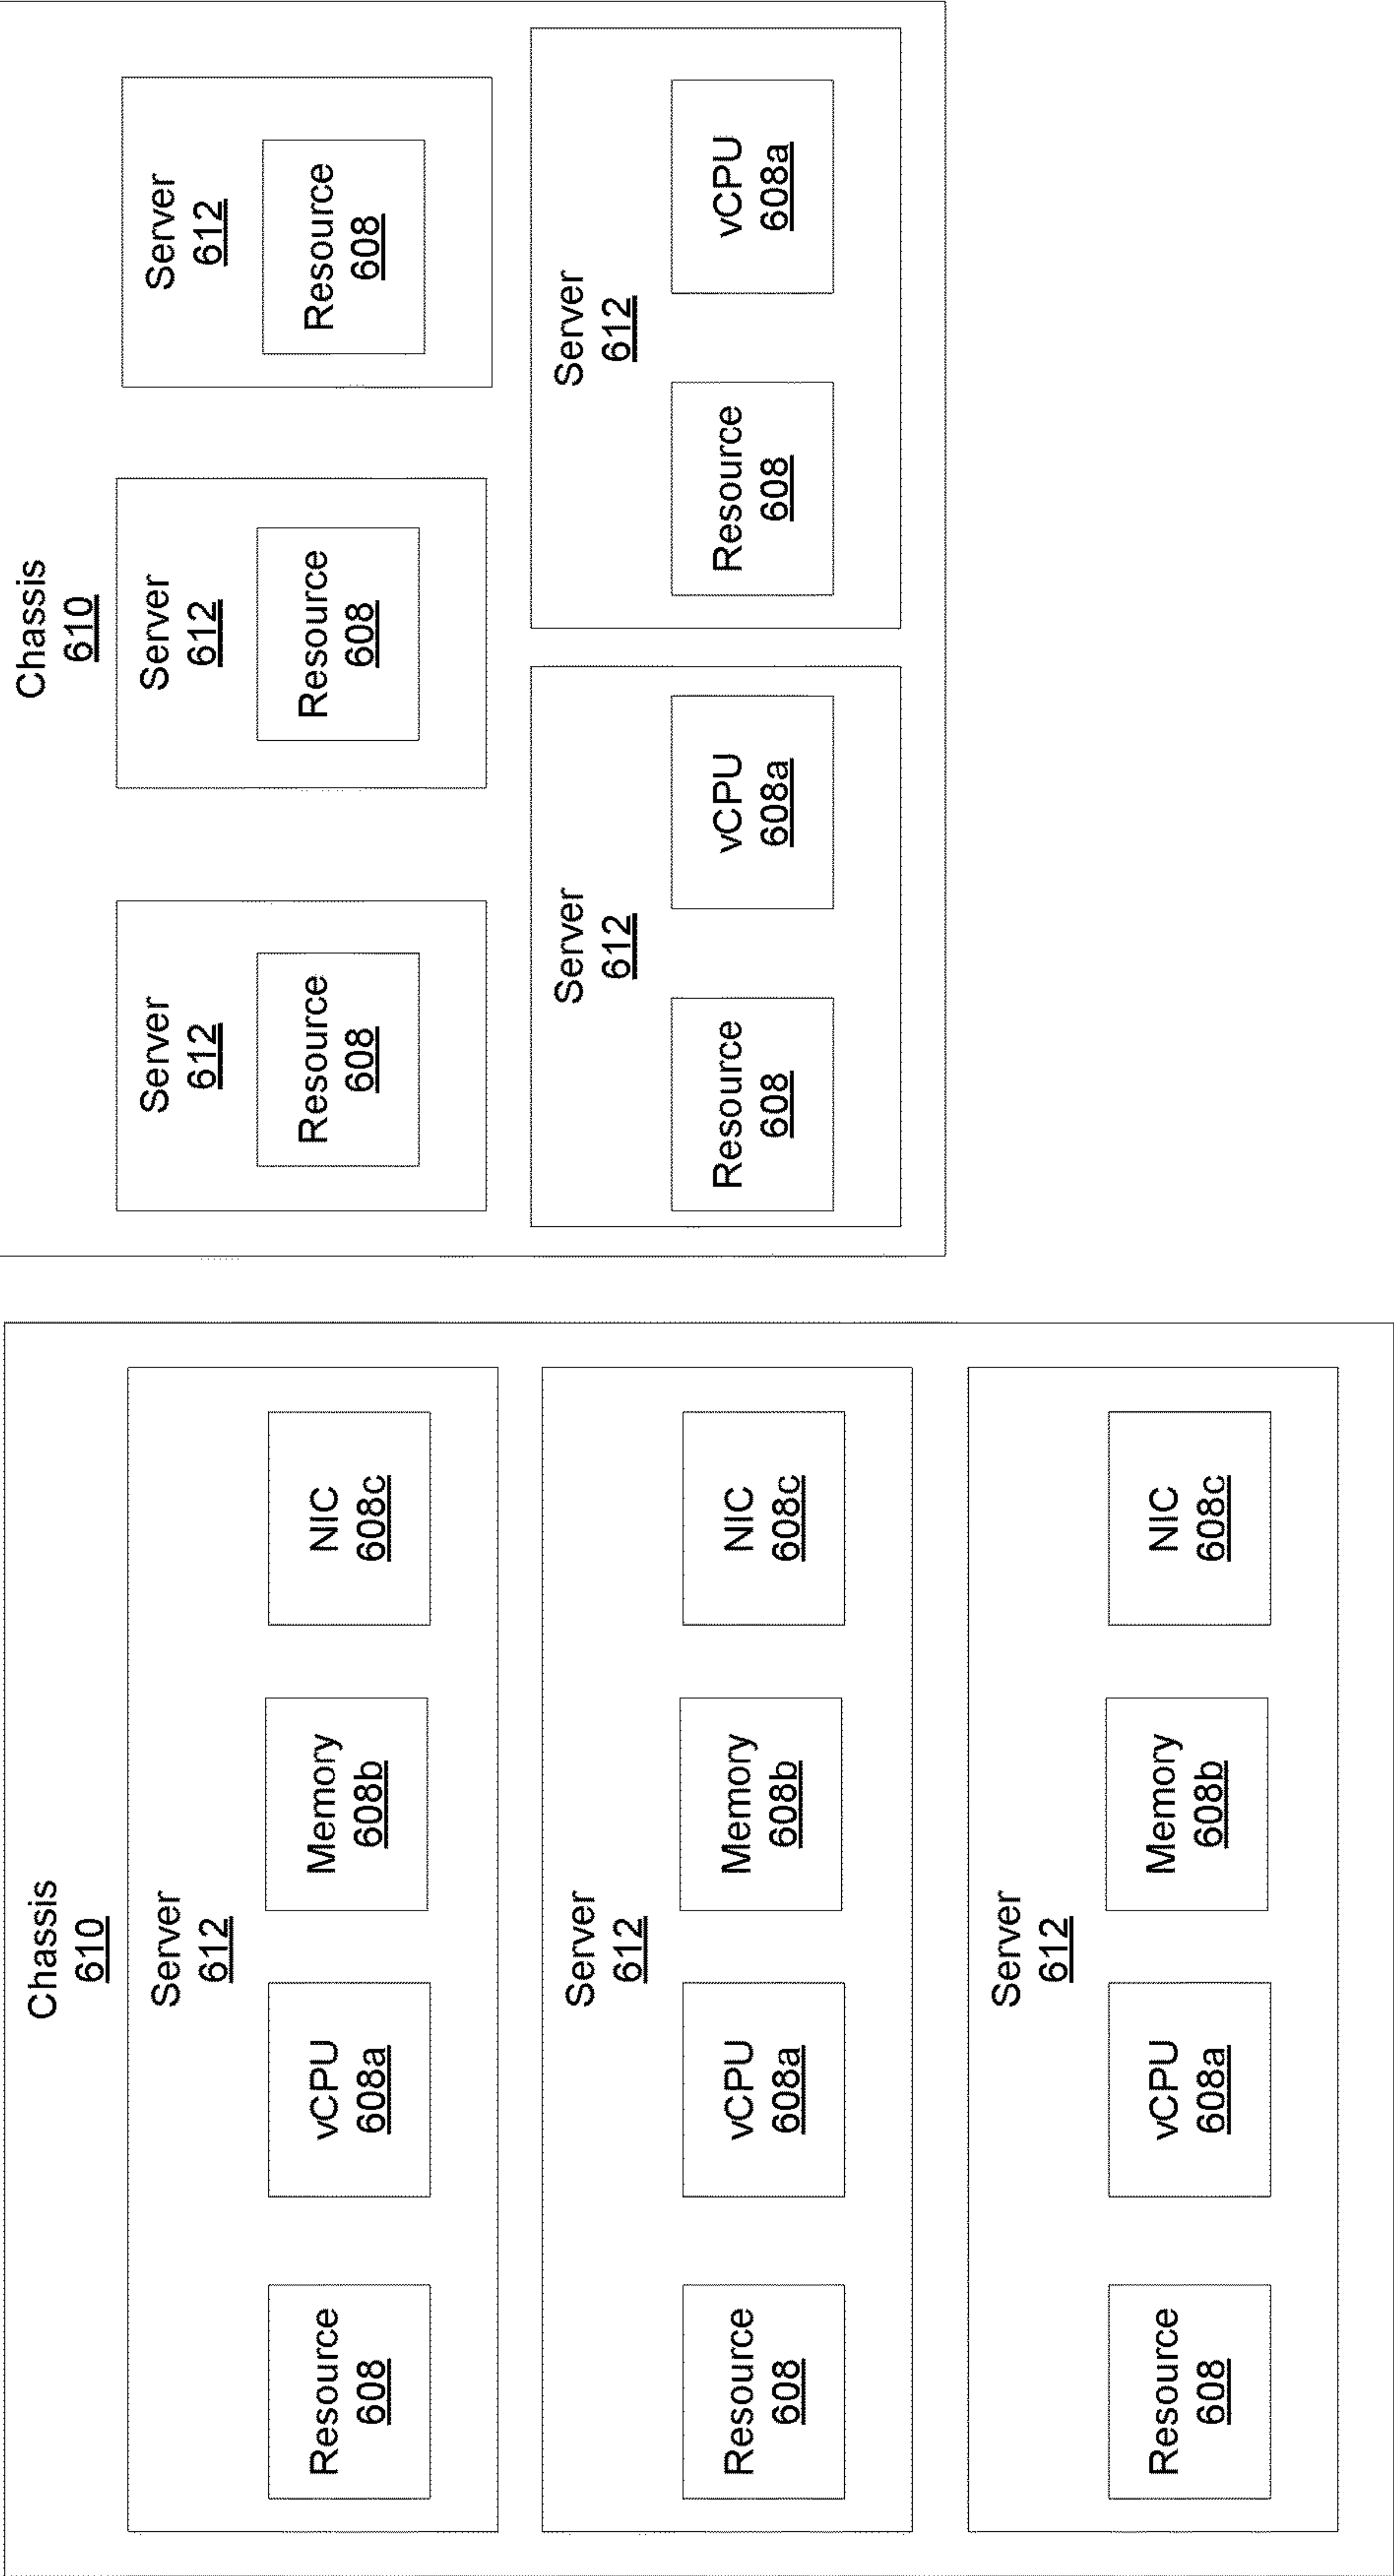 Chassis
610
Server
612
Resource
608
vCPU
608a
Memory
608b
NIC
608c
Server
612
Resource
608
vCPU
608a
Memory
608b
NIC
608c
Server
612
Resource
608
vCPU
608a
Memory
608b
NIC
608c
Chassis
610
Server
612
Resource
608
Server
612
Resource
608
Server
612
Resource
608
Server
612
Resource
608
vCPU
608a
Server
612
Resource
608
vCPU
608a